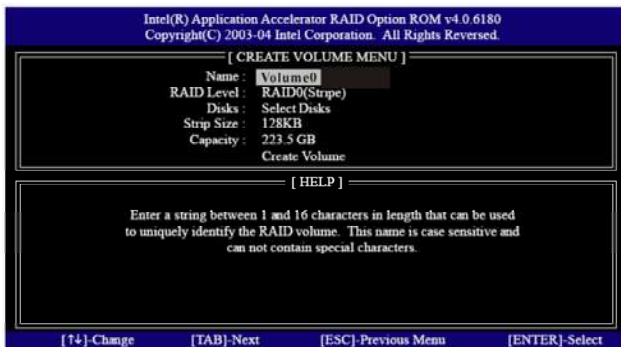 Intel(R) Application Accelerator RAID Option ROM v4.0.6180
Copyright(C) 2003-04 Intel Corporation. All Rights Reversed.
[ CREATE VOLUME MENU ]
Name : Volume0
RAID Level : RAID0(Stripe)
Disks : Select Disks
Strip Size : 128KB
Capacity : 223.5 GB
Create Volume
[ HELP ]
Enter a string between 1 and 16 characters in length that can be used
to uniquely identify the RAID volume. This name is case sensitive and
can not contain special characters.
[↑↓]-Change [TAB]-Next [ESC]-Previous Menu [ENTER]-Select